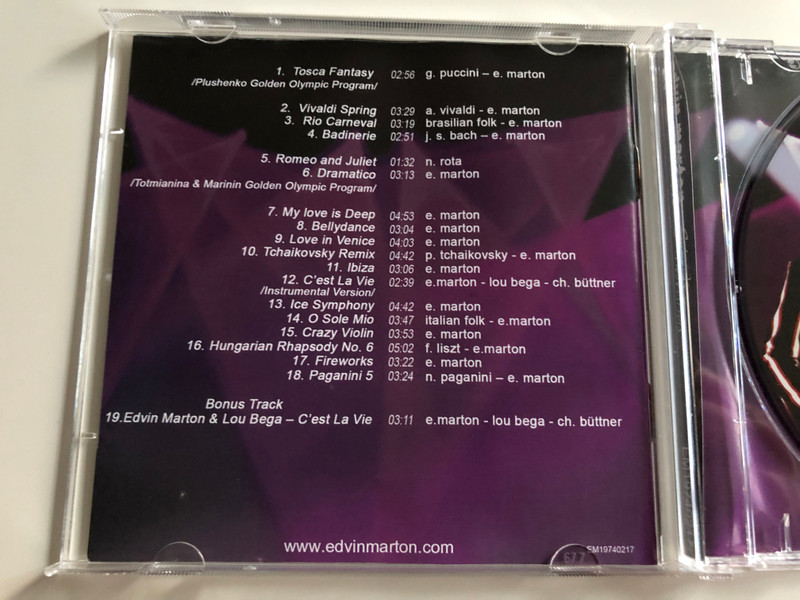 1. Tosca Fantasy 02:56 g. puccini – e. marton
/Plushenko Golden Olympic Program/
2. Vivaldi Spring 03:29 a. vivaldi - e. marton
3. Rio Carneval 03:19 brasilian folk - e. marton
4. Badinerie 02:51 j. s. bach – e. marton
5. Romeo and Juliet 01:32 n. rota
6. Dramatico 03:13 e. marton
/Totmianina & Marinin Golden Olympic Program/
7. My love is Deep 04:53 e. marton
8. Bellydance 03:04 e. marton
9. Love in Venice 04:03 e. marton
10. Tchaikovsky Remix 04:42 p. tchaikovsky - e. marton
11. Ibiza 03:06 e. marton
12. C'est La Vie 02:39 e.marton - lou bega - ch. büttner
/Instrumental Version/
13. Ice Symphony 04:42 e. marton
14. O Sole Mio 03:47 italian folk - e.marton
15. Crazy Violin 03:53 e. marton
16. Hungarian Rhapsody No. 6 05:02 f. liszt - e.marton
17. Fireworks 03:22 e. marton
18. Paganini 5 03:24 n. paganini – e. marton
Bonus Track
19.Edvin Marton & Lou Bega – C'est La Vie 03:11 e.marton - lou bega - ch. büttner
www.edvinmarton.com
EM19740217